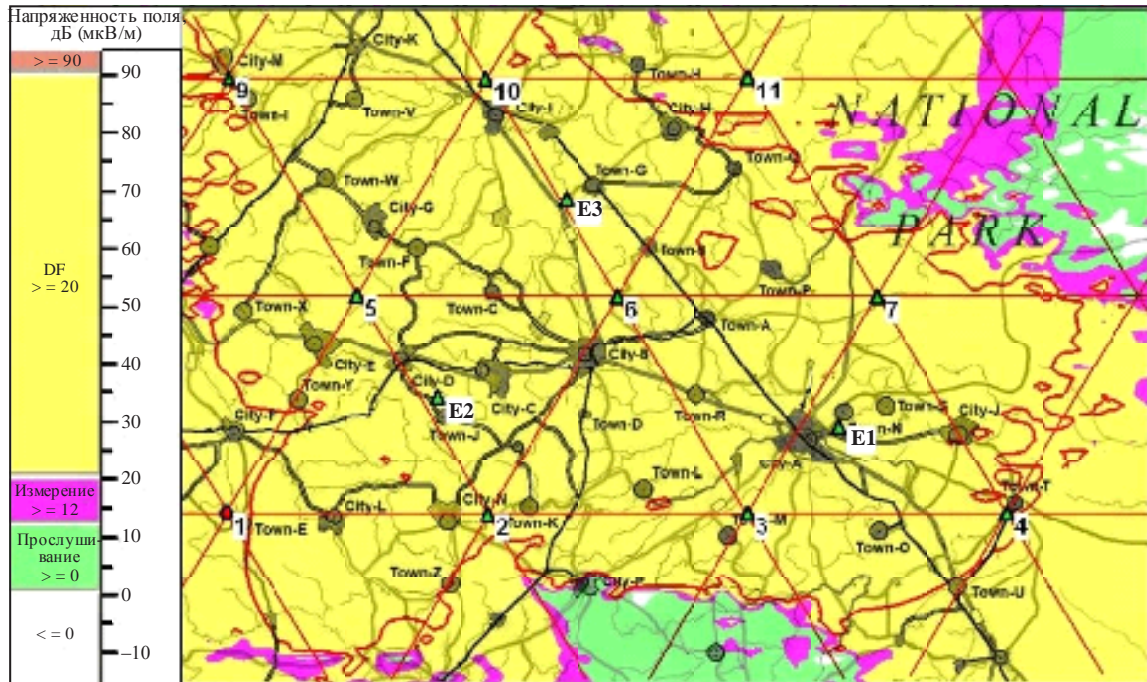 Напряженность поля,
дБ (мкВ/м)
>= 90
90
80
70
60
DF
>= 20
50
40
30
20
Измерение
>= 12
10
Прослуши-
вание
>= 0
0
<= 0
–10
City-K
City-M
9
10
11
Town-H
City-H
City-I
Town-I
Town-V
NATIONAL
PARK
Town-W
Town-G
Town-Q
City-G
E3
Town-F
Town-P
Town-X
5
Town-C
6
7
Town-A
City-E
City-B
City-D
Town-Y
E2
City-C
Town-R
Town-S
City-J
City-F
Town-J
Town-D
E1
Town-N
City-A
Town-L
Town-T
1
Town-E
City-L
City-N
2
Town-K
3
Town-M
4
Town-O
Town-Z
City-P
Town-U